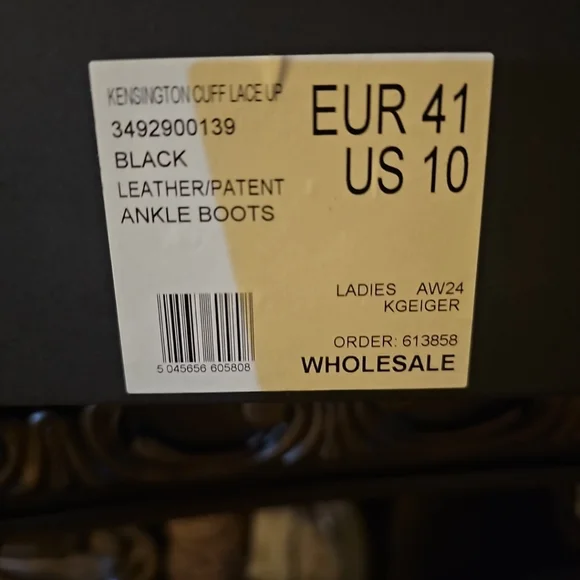 KENSINGTON CUFF LACE UP
3492900139
BLACK
LEATHER/PATENT
ANKLE BOOTS
EUR 41
US 10
LADIES AW24
KGEIGER
ORDER: 613858
WHOLESALE
5 045656 605808